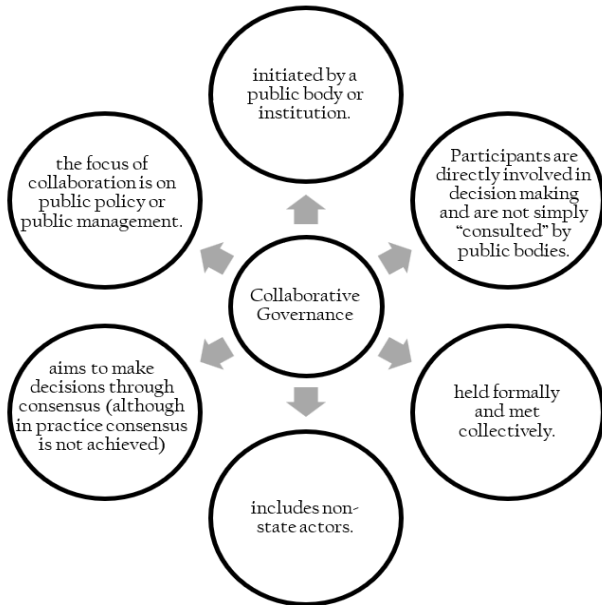 initiated by a
public body or
institution.
Participants are
directly involved in
decision making
and are not simply
“consulted” by
public bodies.
held formally
and met
collectively.
includes non-
state actors.
aims to make
decisions through
consensus (although
in practice consensus
is not achieved)
the focus of
collaboration is on
public policy or
public management.
Collaborative
Governance